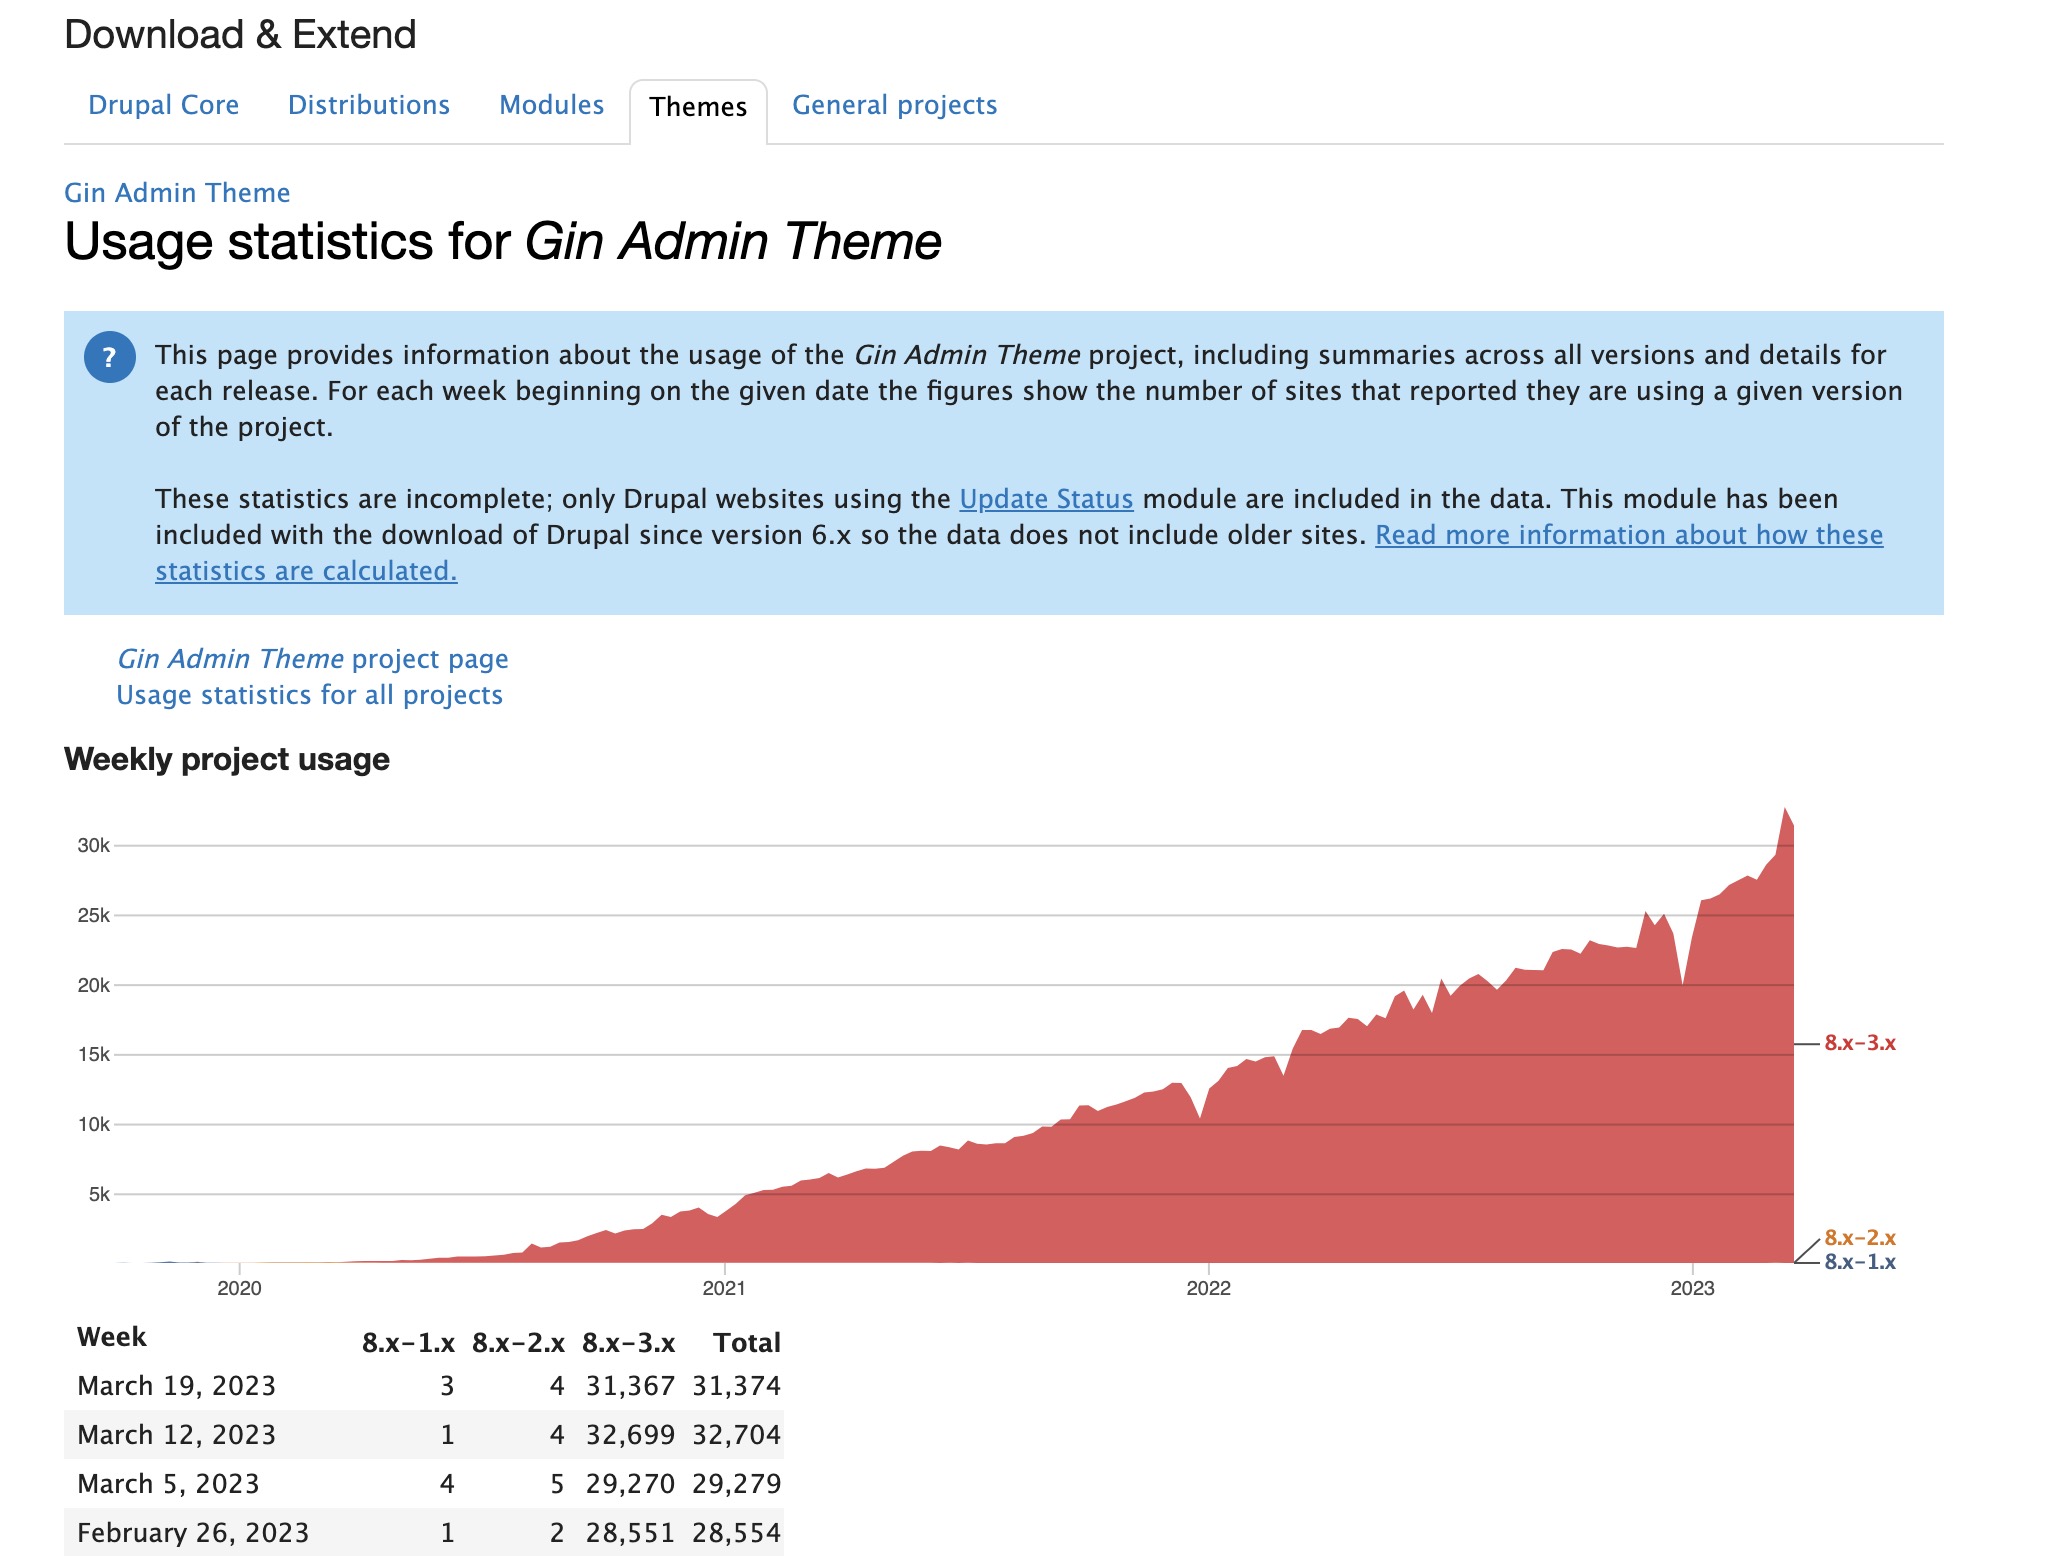 Download & Extend
Drupal Core Distributions Modules Themes General projects
Gin Admin Theme
Usage statistics for Gin Admin Theme
? This page provides information about the usage of the Gin Admin Theme project, including summaries across all versions and details for
each release. For each week beginning on the given date the figures show the number of sites that reported they are using a given version
of the project.
These statistics are incomplete; only Drupal websites using the Update Status module are included in the data. This module has been
included with the download of Drupal since version 6.x so the data does not include older sites. Read more information about how these
statistics are calculated.
Gin Admin Theme project page
Usage statistics for all projects
Weekly project usage
30k
25k
20k
15k
10k
5k
8.x-3.x
8.x-2.x
8.x-1.x
2020 2021 2022 2023
Week 8.x-1.x 8.x-2.x 8.x-3.x Total
March 19, 2023 3 4 31,367 31,374
March 12, 2023 1 4 32,699 32,704
March 5, 2023 4 5 29,270 29,279
February 26, 2023 1 2 28,551 28,554